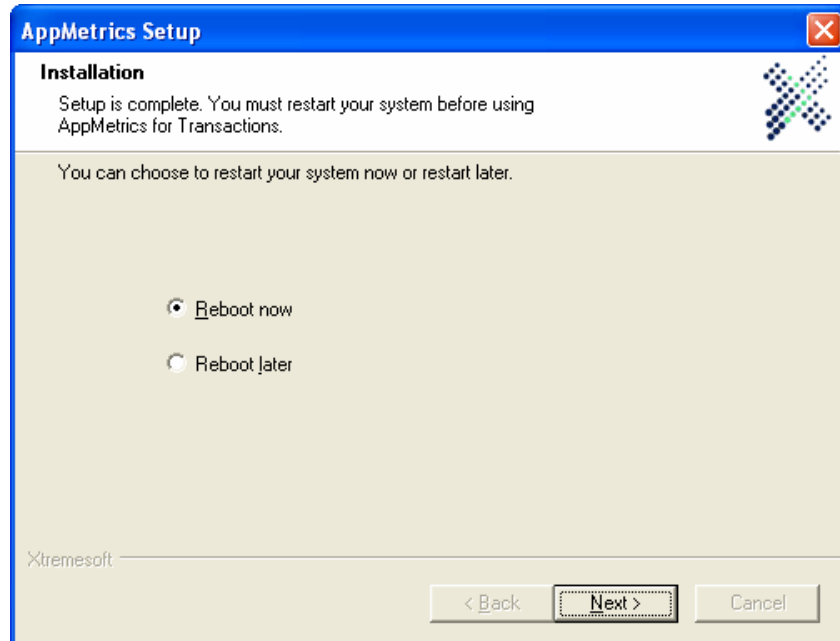 AppMetrics Setup
Installation
Setup is complete. You must restart your system before using
AppMetrics for Transactions.
You can choose to restart your system now or restart later.
Reboot now
Reboot later
Xtremesoft
< Back
Next >
Cancel